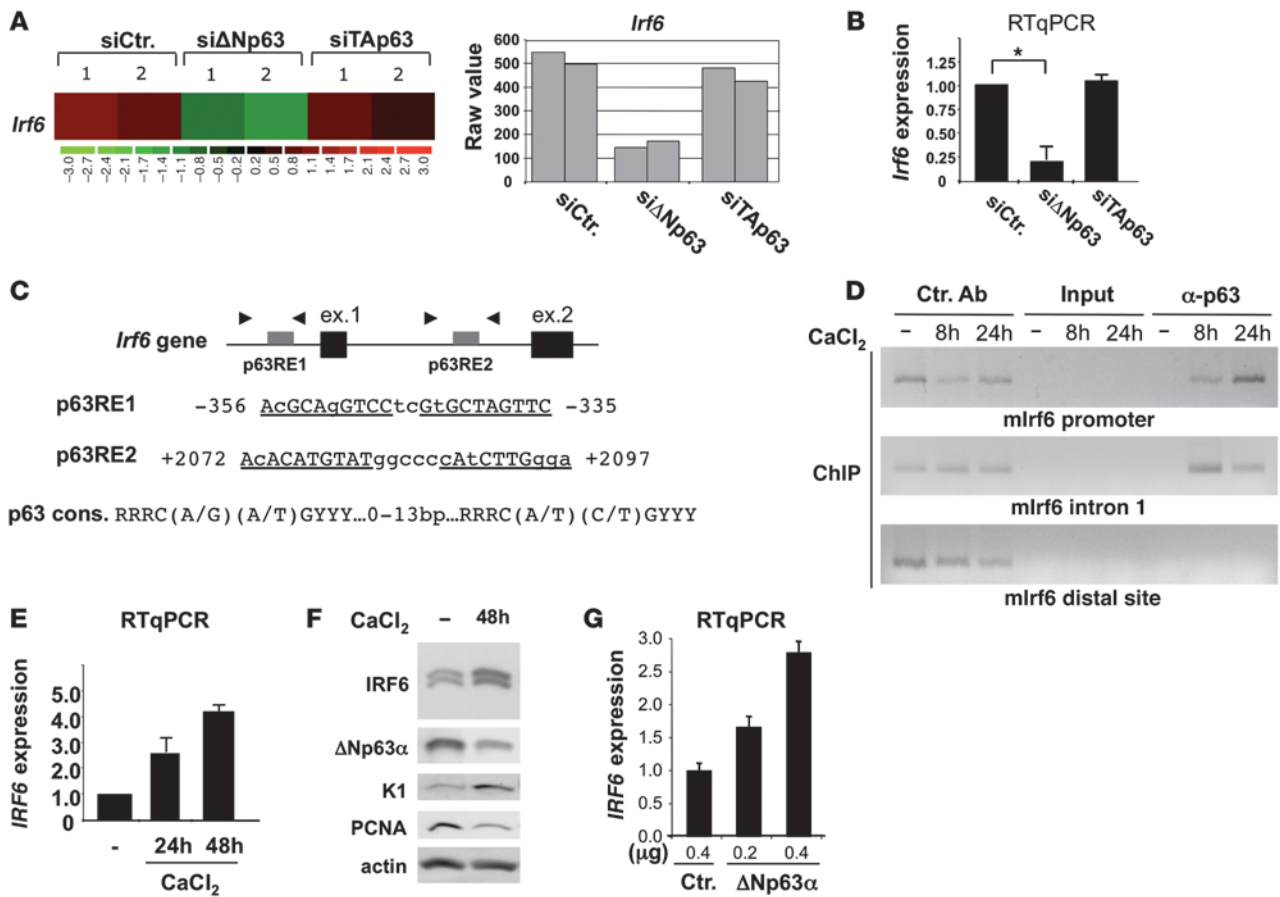 A
siCtr. siΔNp63 siTAp63
1 2 1 2 1 2
Irf6
−3.0 −2.7 −2.4 −2.1 −1.7 −1.4 −1.1 −0.8 −0.5 −0.2 0.2 0.5 0.8 1.1 1.4 1.7 2.1 2.4 2.7 3.0
Irf6
Raw value
600
500
400
300
200
100
0
siCtr. siΔNp63 siTAp63
B
RTqPCR
Irf6 expression
1.25
1.00
0.50
0.25
0
*
siCtr. siΔNp63 siTAp63
C
Irf6 gene
ex.1 ex.2
p63RE1 p63RE2
p63RE1 −356 AcGCAgGTCCtcGtGCTAGTTC −335
p63RE2 +2072 AcACATGTATggccccAtCTTGgga +2097
p63 cons. RRRC(A/G)(A/T)GYYY…0-13bp…RRRC(A/T)(C/T)GYYY
D
Ctr. Ab Input α-p63
CaCl2 – 8h 24h – 8h 24h – 8h 24h
mIrf6 promoter
ChIP
mIrf6 intron 1
mIrf6 distal site
E
RTqPCR
IRF6 expression
5.0
4.0
3.0
2.0
1.0
0
- 24h 48h
CaCl2
F
CaCl2 – 48h
IRF6
ΔNp63α
K1
PCNA
actin
G
RTqPCR
IRF6 expression
3.0
2.5
2.0
1.5
1.0
0.5
0.0
(µg) 0.4 0.2 0.4
Ctr. ΔNp63α